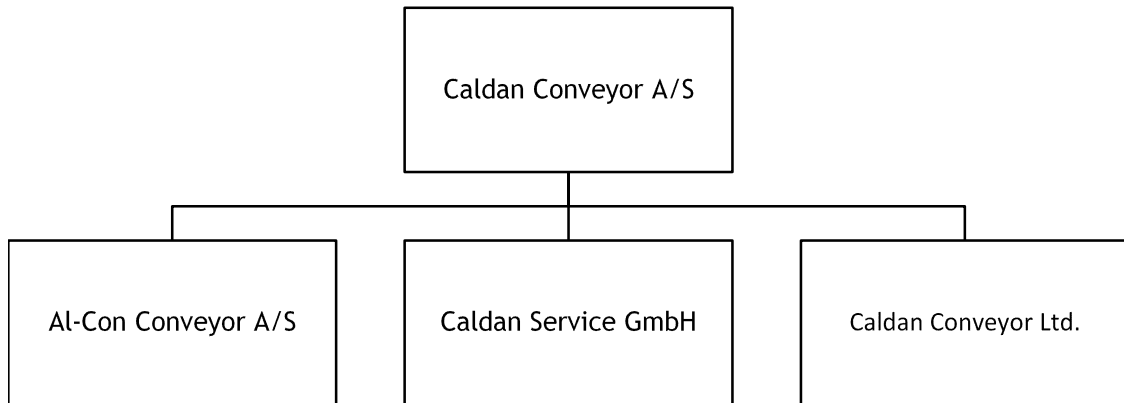 Caldan Conveyor A/S
Al-Con Conveyor A/S
Caldan Service GmbH
Caldan Conveyor Ltd.